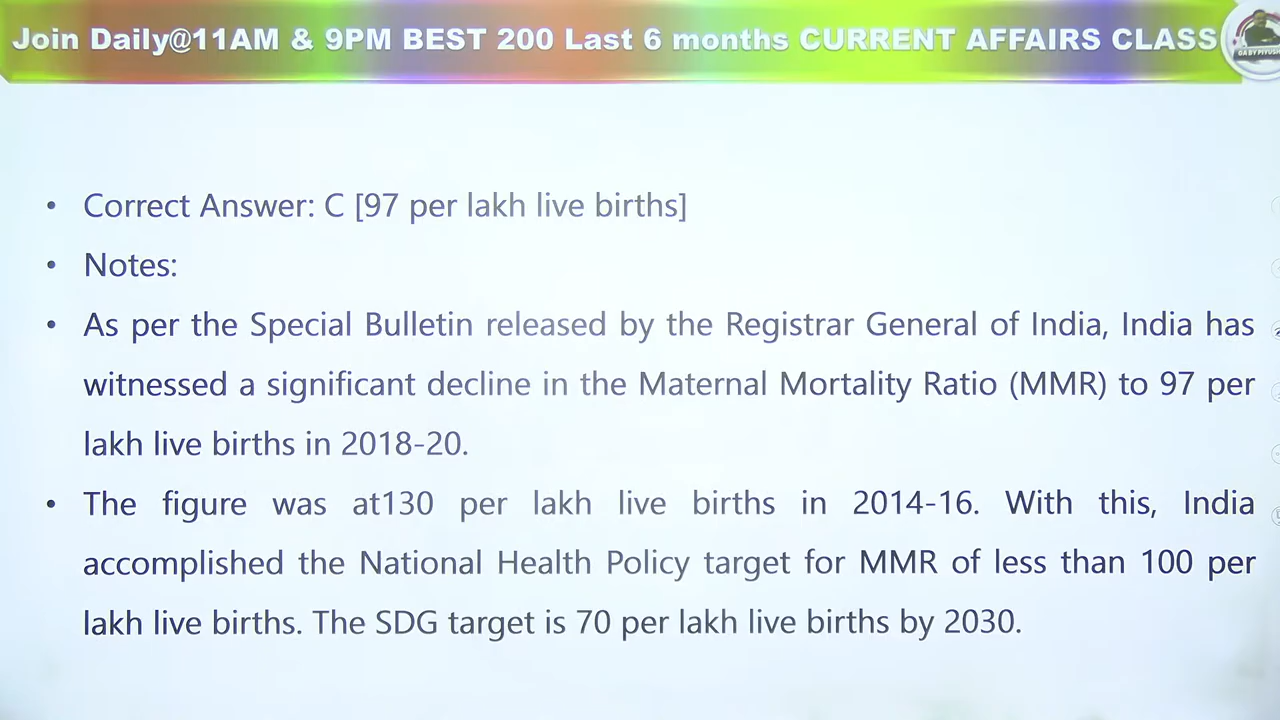 Join Daily@11AM & 9PM BEST 200 Last 6 months CURRENT AFFAIRS CLASS
GA BY PIYUSH
• Correct Answer: C [97 per lakh live births]
• Notes:
• As per the Special Bulletin released by the Registrar General of India, India has
witnessed a significant decline in the Maternal Mortality Ratio (MMR) to 97 per
lakh live births in 2018-20.
• The figure was at130 per lakh live births in 2014-16. With this, India
accomplished the National Health Policy target for MMR of less than 100 per
lakh live births. The SDG target is 70 per lakh live births by 2030.